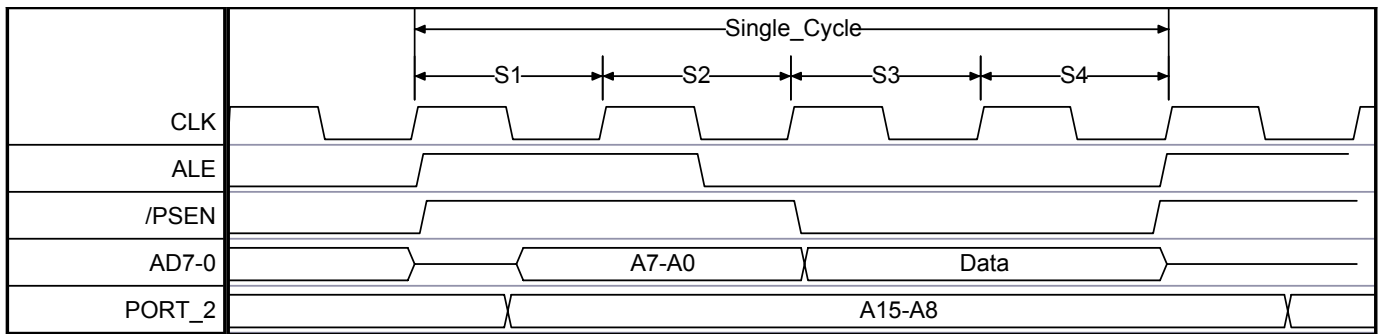 Single_Cycle
S1 S2 S3 S4
CLK
ALE
/PSEN
AD7-0 A7-A0 Data
PORT_2 A15-A8